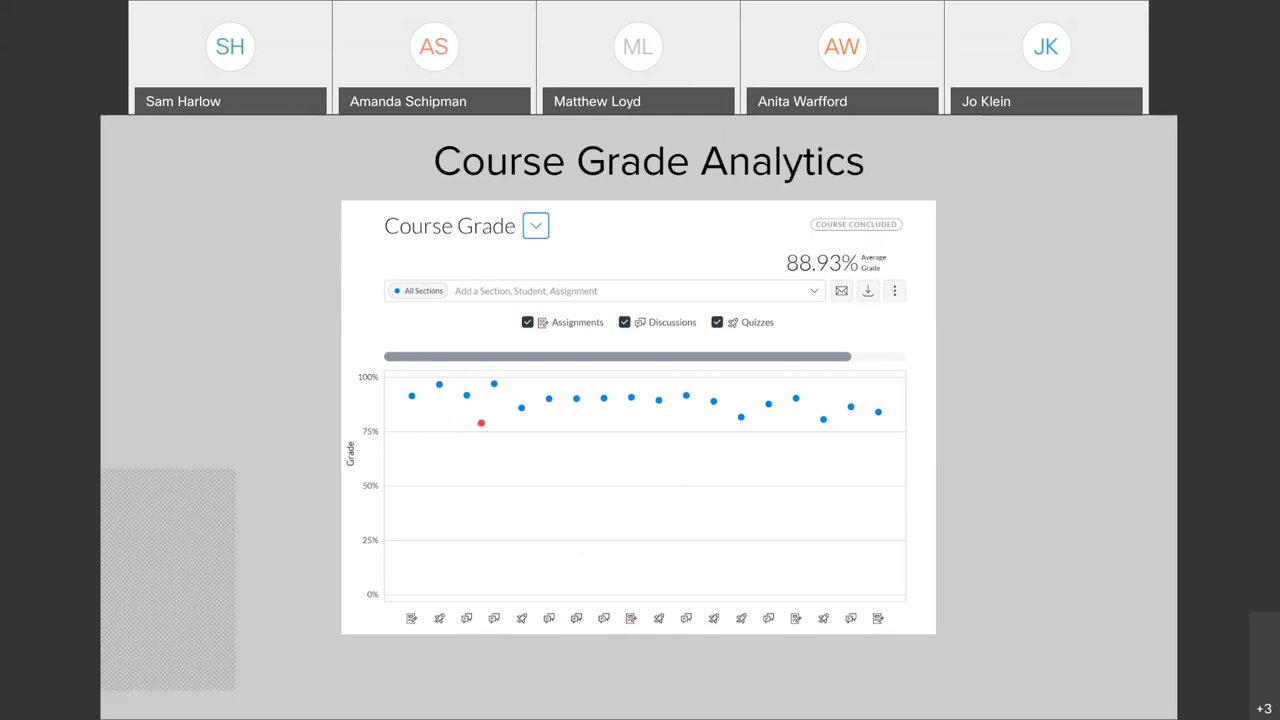 SH
AS
ML
AW
JK
Sam Harlow
Amanda Schipman
Matthew Loyd
Anita Warfford
Jo Klein
Course Grade Analytics
Course Grade
COURSE CONCLUDED
88.93% Average Grade
All Sections Add a Section, Student, Assignment
Assignments Discussions Quizzes
100%
75%
50%
25%
0%
Grade
+3